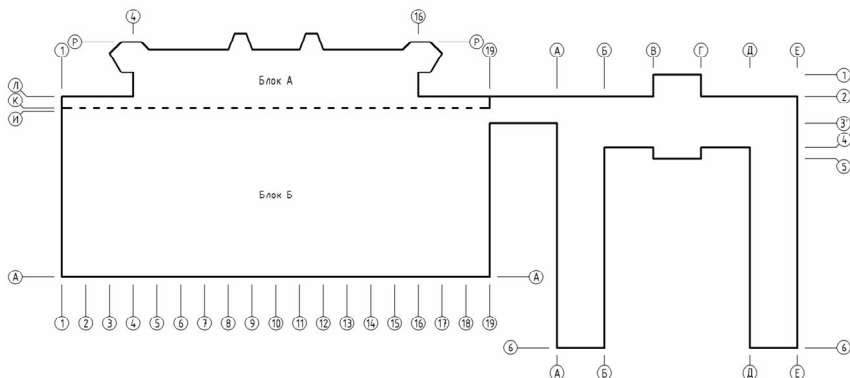 4 16
1 Р Р 19 А Б В Г Д Е
Блок А 1
Л 2
К
И 3'
4'
5
Блок Б
А А
1 2 3 4 5 6 7 8 9 10 11 12 13 14 15 16 17 18 19
6 6
А Б Д Е